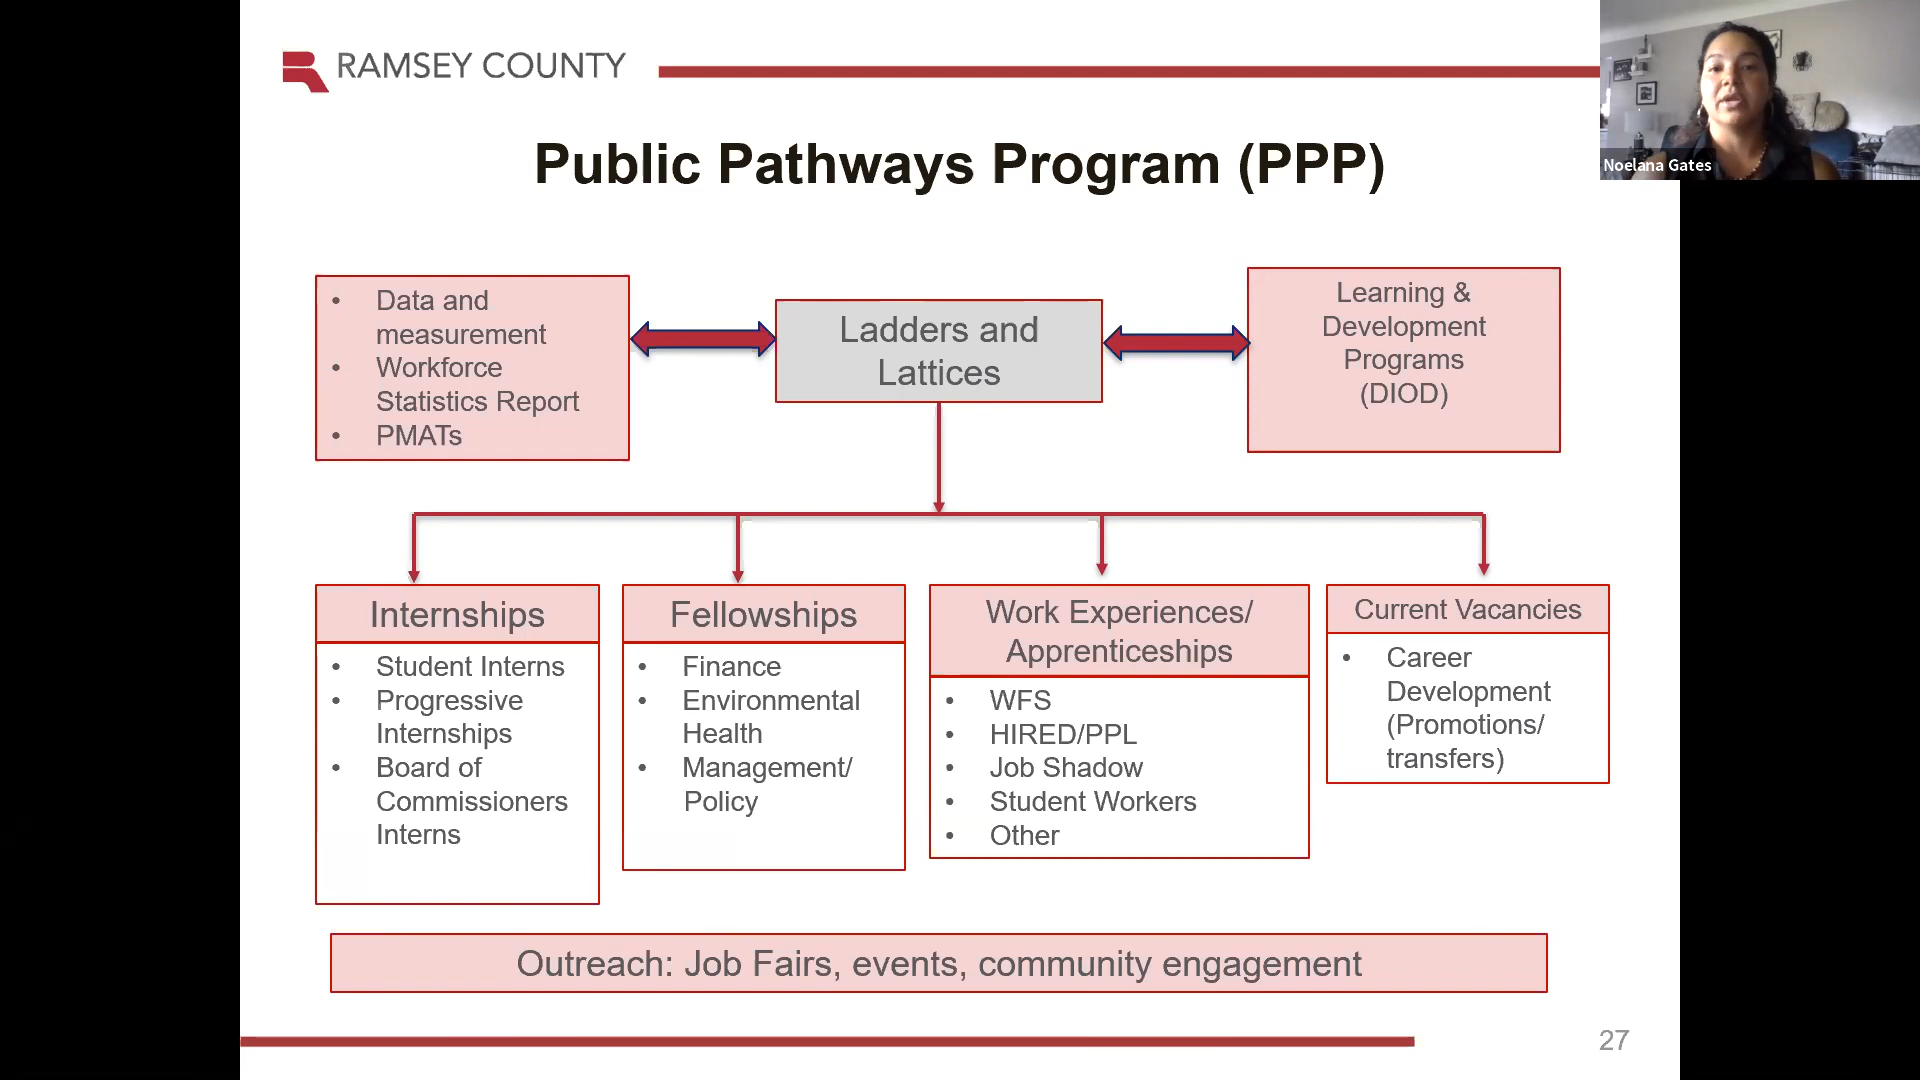 RAMSEY COUNTY
Noelana Gates
Public Pathways Program (PPP)
• Data and
measurement
• Workforce
Statistics Report
• PMATs
Ladders and
Lattices
Learning &
Development
Programs
(DIOD)
Internships
• Student Interns
• Progressive
Internships
• Board of
Commissioners
Interns
Fellowships
• Finance
• Environmental
Health
• Management/
Policy
Work Experiences/
Apprenticeships
• WFS
• HIRED/PPL
• Job Shadow
• Student Workers
• Other
Current Vacancies
• Career
Development
(Promotions/
transfers)
Outreach: Job Fairs, events, community engagement
27